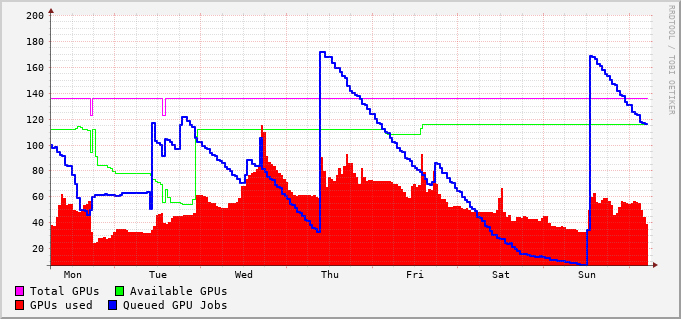 200
180
160
140
120
100
80
60
40
20
Mon Tue Wed Thu Fri Sat Sun
Total GPUs Available GPUs
GPUs used Queued GPU Jobs
RRDTOOL / TOBI OETIKER